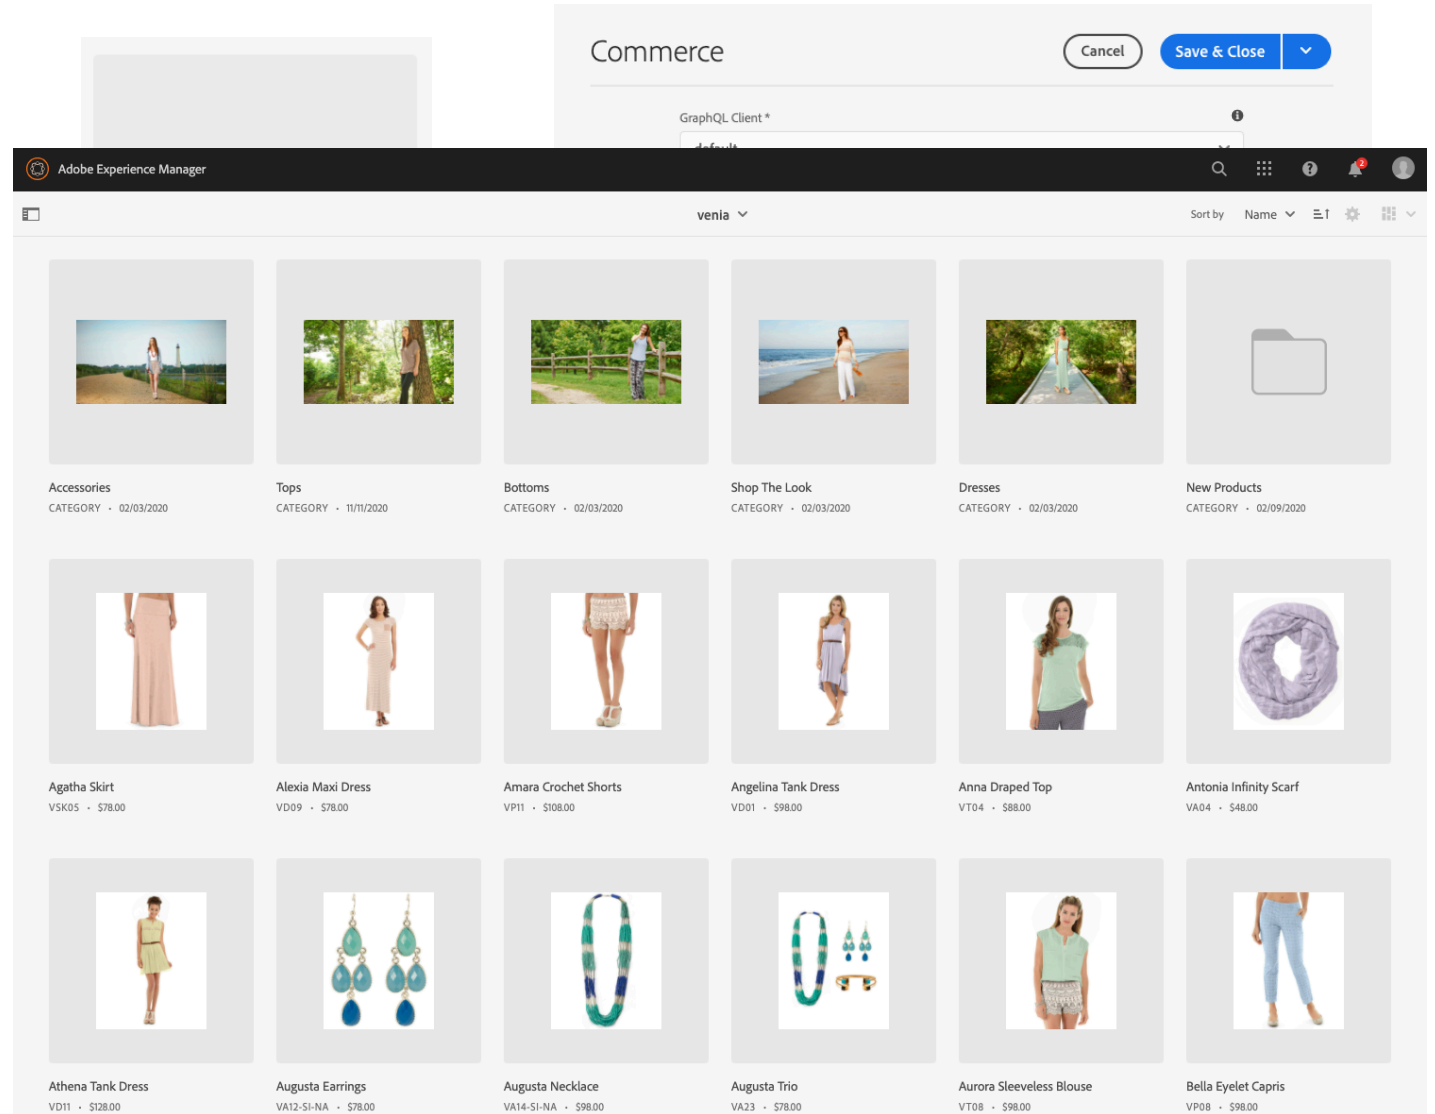 Commerce
Cancel
Save & Close
GraphQL Client *
default
Adobe Experience Manager
2
venia
Sort by
Name
Accessories
CATEGORY • 02/03/2020
Tops
CATEGORY • 11/11/2020
Bottoms
CATEGORY • 02/03/2020
Shop The Look
CATEGORY • 02/03/2020
Dresses
CATEGORY • 02/03/2020
New Products
CATEGORY • 02/09/2020
Agatha Skirt
VSK05 • $78.00
Alexia Maxi Dress
VD09 • $78.00
Amara Crochet Shorts
VP11 • $108.00
Angelina Tank Dress
VD01 • $98.00
Anna Draped Top
VT04 • $88.00
Antonia Infinity Scarf
VA04 • $48.00
Athena Tank Dress
VD11 • $128.00
Augusta Earrings
VA12-SI-NA • $78.00
Augusta Necklace
VA14-SI-NA • $98.00
Augusta Trio
VA23 • $78.00
Aurora Sleeveless Blouse
VT08 • $98.00
Bella Eyelet Capris
VP08 • $98.00